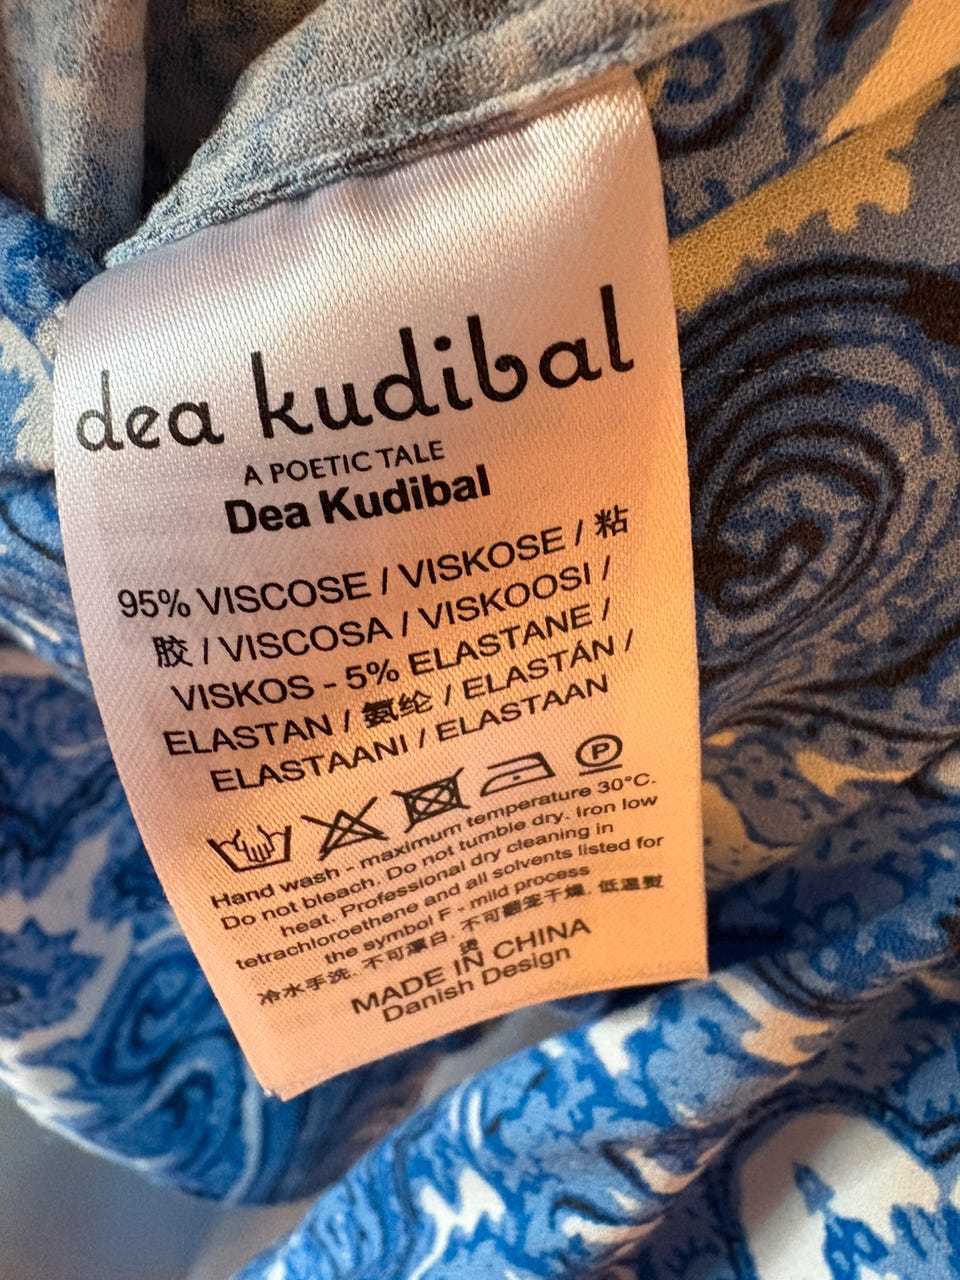 dea kudibal
A POETIC TALE
Dea Kudibal
95% VISCOSE / VISKOSE / 粘
胶 / VISCOSA / VISKOOSI /
VISKOS - 5% ELASTANE /
ELASTAN / 氨纶 / ELASTÁN /
ELASTAANI / ELASTAAN
P
Hand wash - maximum temperature 30°C.
Do not bleach. Do not tumble dry. Iron low
heat. Professional dry cleaning in
tetrachloroethene and all solvents listed for
the symbol F - mild process
冷水手洗. 不可漂白. 不可翻笼干燥. 低温熨
烫
MADE IN CHINA
Danish Design